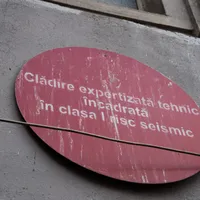 Clădire expertizată tehnic
încadrată
în clasa I risc seismic